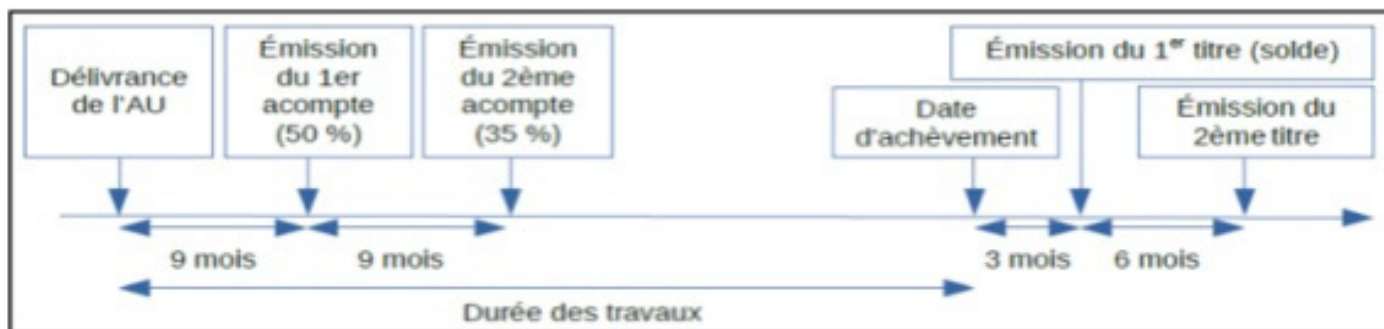 Délivrance
de l'AU
Émission
du 1er
acompte
(50 %)
Émission
du 2ème
acompte
(35 %)
Date
d'achèvement
Émission du 1er titre (solde)
Émission du
2ème titre
9 mois
9 mois
3 mois
6 mois
Durée des travaux